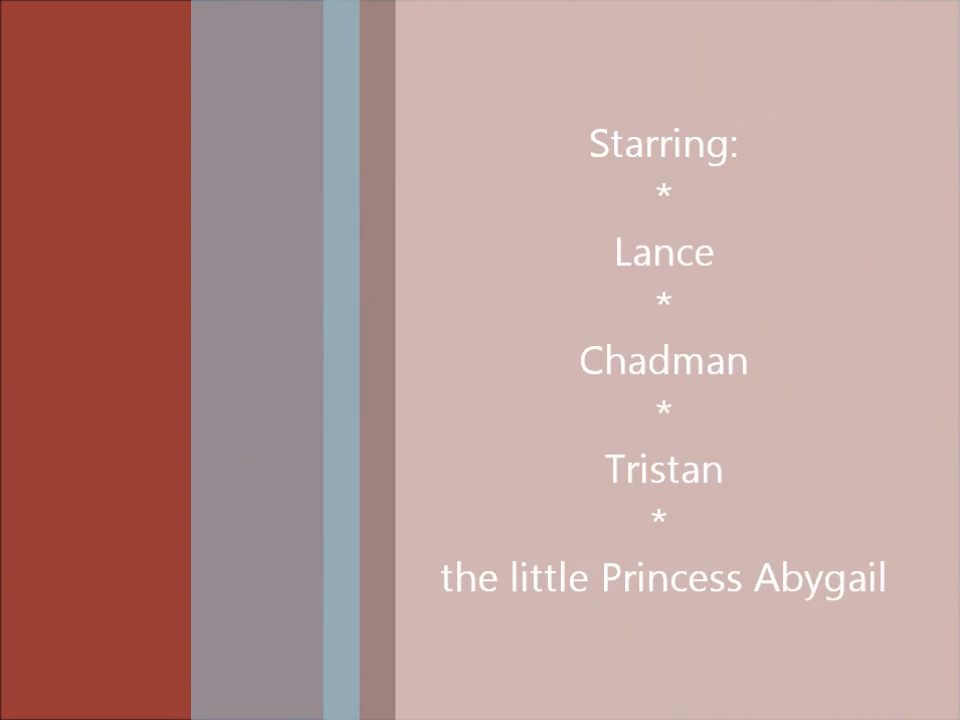 Starring:
*
Lance
*
Chadman
*
Tristan
*
the little Princess Abygail